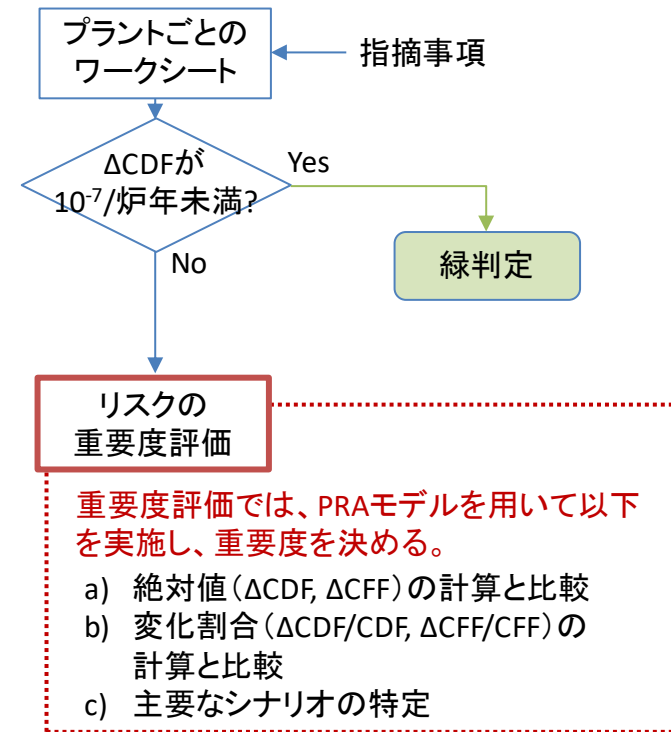 プラントごとの
ワークシート
指摘事項
ΔCDFが
10⁻⁷/炉年未満?
Yes
緑判定
No
リスクの
重要度評価
重要度評価では、PRAモデルを用いて以下
を実施し、重要度を決める。
a) 絶対値（ΔCDF, ΔCFF）の計算と比較
b) 変化割合（ΔCDF/CDF, ΔCFF/CFF）の
計算と比較
c) 主要なシナリオの特定